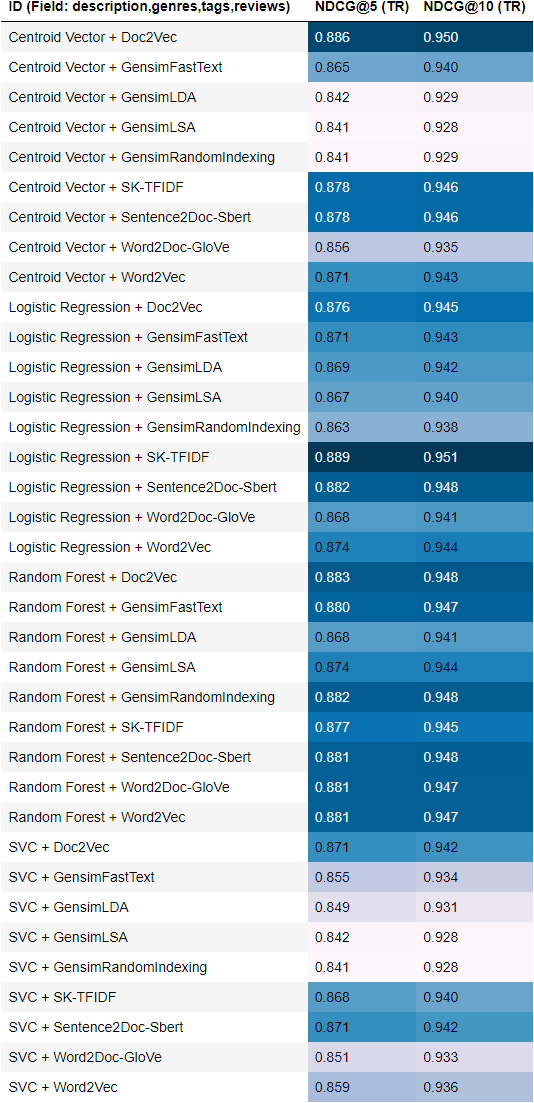 ID (Field: description,genres,tags,reviews) NDCG@5 (TR) NDCG@10 (TR)
Centroid Vector + Doc2Vec 0.886 0.950
Centroid Vector + GensimFastText 0.865 0.940
Centroid Vector + GensimLDA 0.842 0.929
Centroid Vector + GensimLSA 0.841 0.928
Centroid Vector + GensimRandomIndexing 0.841 0.929
Centroid Vector + SK-TFIDF 0.878 0.946
Centroid Vector + Sentence2Doc-Sbert 0.878 0.946
Centroid Vector + Word2Doc-GloVe 0.856 0.935
Centroid Vector + Word2Vec 0.871 0.943
Logistic Regression + Doc2Vec 0.876 0.945
Logistic Regression + GensimFastText 0.871 0.943
Logistic Regression + GensimLDA 0.869 0.942
Logistic Regression + GensimLSA 0.867 0.940
Logistic Regression + GensimRandomIndexing 0.863 0.938
Logistic Regression + SK-TFIDF 0.889 0.951
Logistic Regression + Sentence2Doc-Sbert 0.882 0.948
Logistic Regression + Word2Doc-GloVe 0.868 0.941
Logistic Regression + Word2Vec 0.874 0.944
Random Forest + Doc2Vec 0.883 0.948
Random Forest + GensimFastText 0.880 0.947
Random Forest + GensimLDA 0.868 0.941
Random Forest + GensimLSA 0.874 0.944
Random Forest + GensimRandomIndexing 0.882 0.948
Random Forest + SK-TFIDF 0.877 0.945
Random Forest + Sentence2Doc-Sbert 0.881 0.948
Random Forest + Word2Doc-GloVe 0.881 0.947
Random Forest + Word2Vec 0.881 0.947
SVC + Doc2Vec 0.871 0.942
SVC + GensimFastText 0.855 0.934
SVC + GensimLDA 0.849 0.931
SVC + GensimLSA 0.842 0.928
SVC + GensimRandomIndexing 0.841 0.928
SVC + SK-TFIDF 0.868 0.940
SVC + Sentence2Doc-Sbert 0.871 0.942
SVC + Word2Doc-GloVe 0.851 0.933
SVC + Word2Vec 0.859 0.936